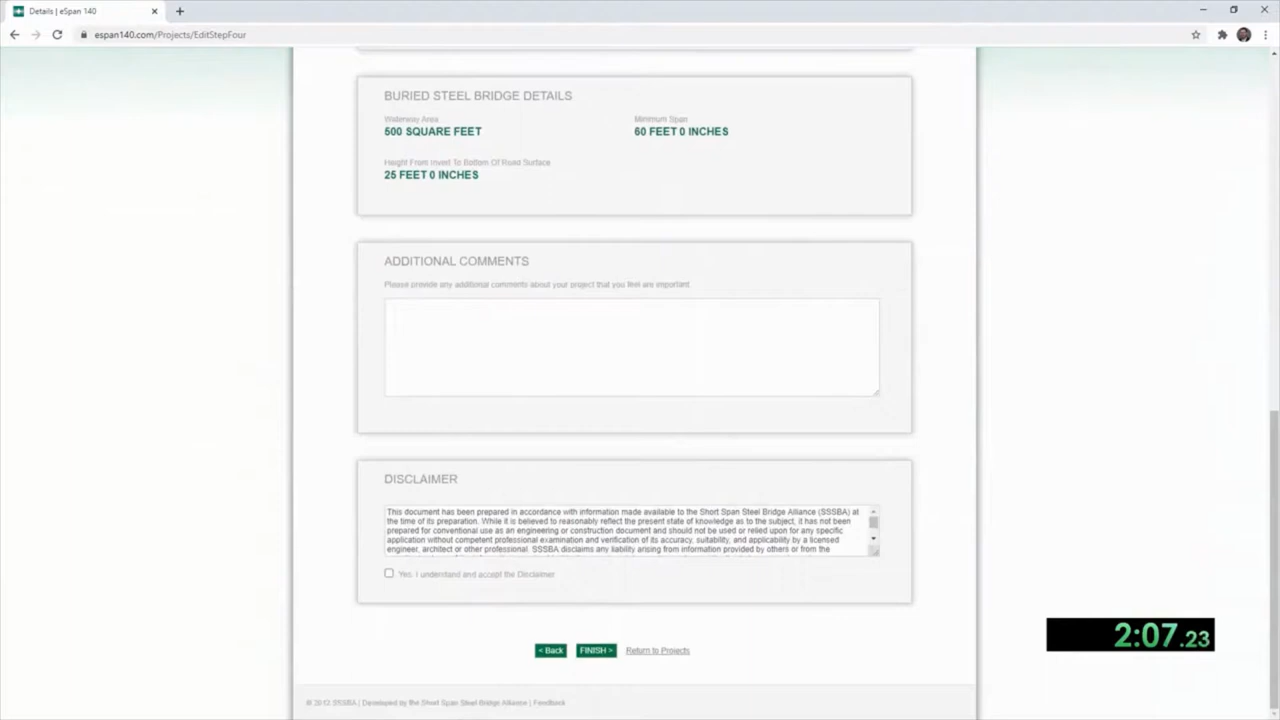 Details | eSpan 140
espan140.com/Projects/EditStepFour
BURIED STEEL BRIDGE DETAILS
Waterway Area
500 SQUARE FEET
Minimum Span
60 FEET 0 INCHES
Height From Invert To Bottom Of Road Surface
25 FEET 0 INCHES
ADDITIONAL COMMENTS
Please provide any additional comments about your project that you feel are important
DISCLAIMER
This document has been prepared in accordance with information made available to the Short Span Steel Bridge Alliance (SSSBA) at
the time of its preparation. While it is believed to reasonably reflect the present state of knowledge as to the subject, it has not been
prepared for conventional use as an engineering or construction document and should not be used or relied upon for any specific
application without competent professional examination and verification of its accuracy, suitability, and applicability by a licensed
engineer, architect or other professional. SSSBA disclaims any liability arising from information provided by others or from the
Yes, I understand and accept the Disclaimer
< Back
FINISH >
Return to Projects
2:07.23
© 2012 SSSBA | Developed by the Short Span Steel Bridge Alliance | Feedback